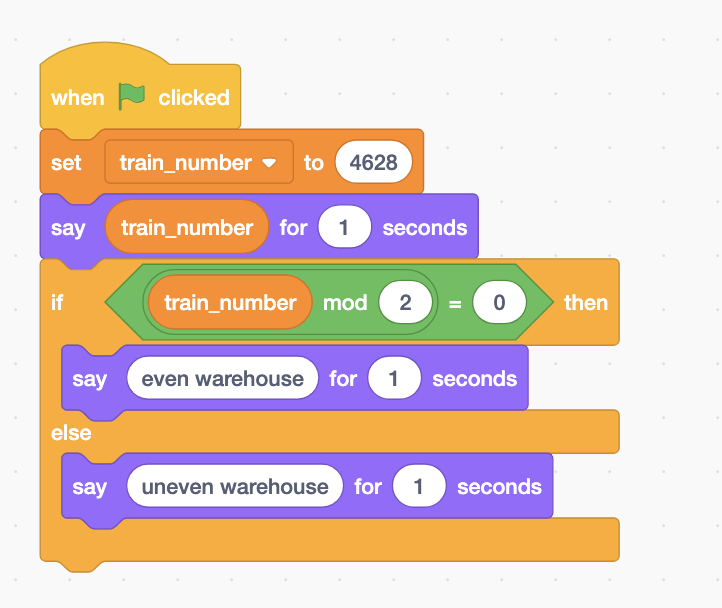 when clicked
set train_number to 4628
say train_number for 1 seconds
if train_number mod 2 = 0 then
say even warehouse for 1 seconds
else
say uneven warehouse for 1 seconds